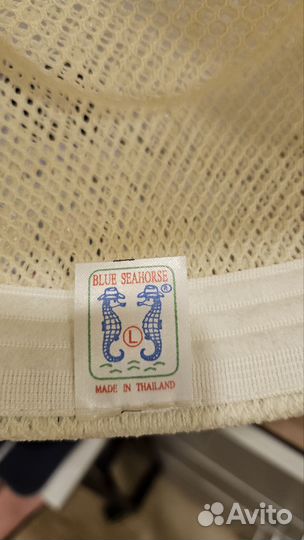 BLUE SEAHORSE
®
L
MADE IN THAILAND
Avito